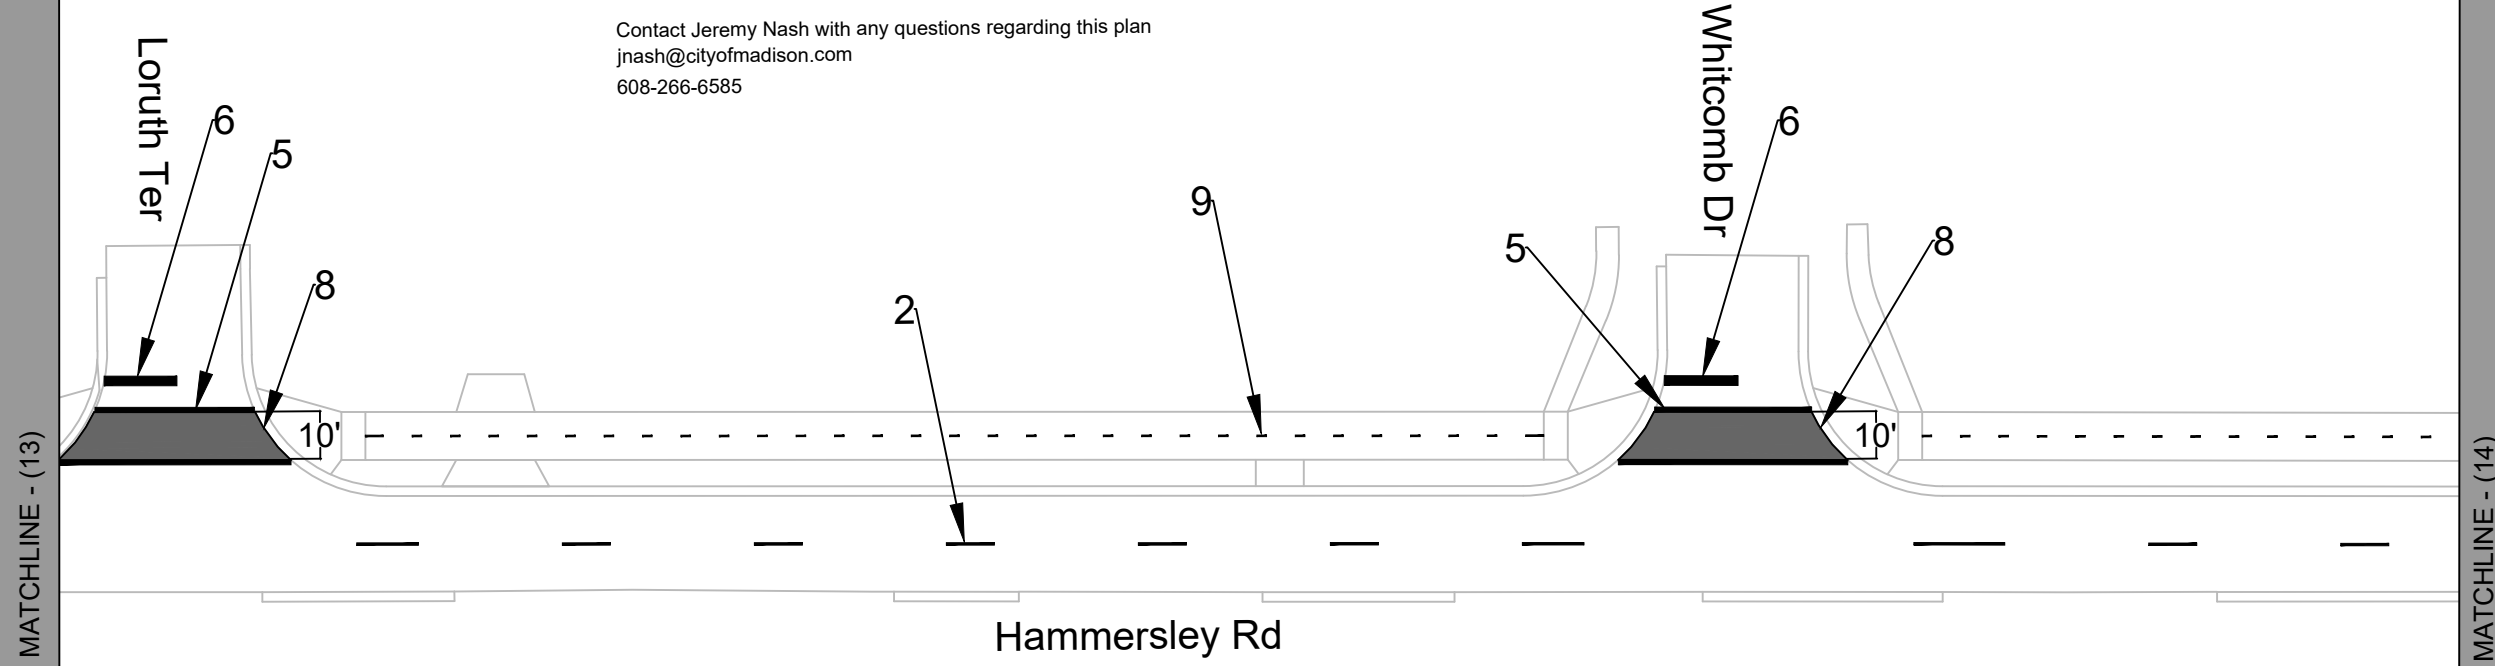 Contact Jeremy Nash with any questions regarding this plan
jnash@cityofmadison.com
608-266-6585
Loruth Ter
Whitcomb Dr
6
5
8
9
2
5
6
8
10'
10'
MATCHLINE - (13)
MATCHLINE - (14)
Hammersley Rd